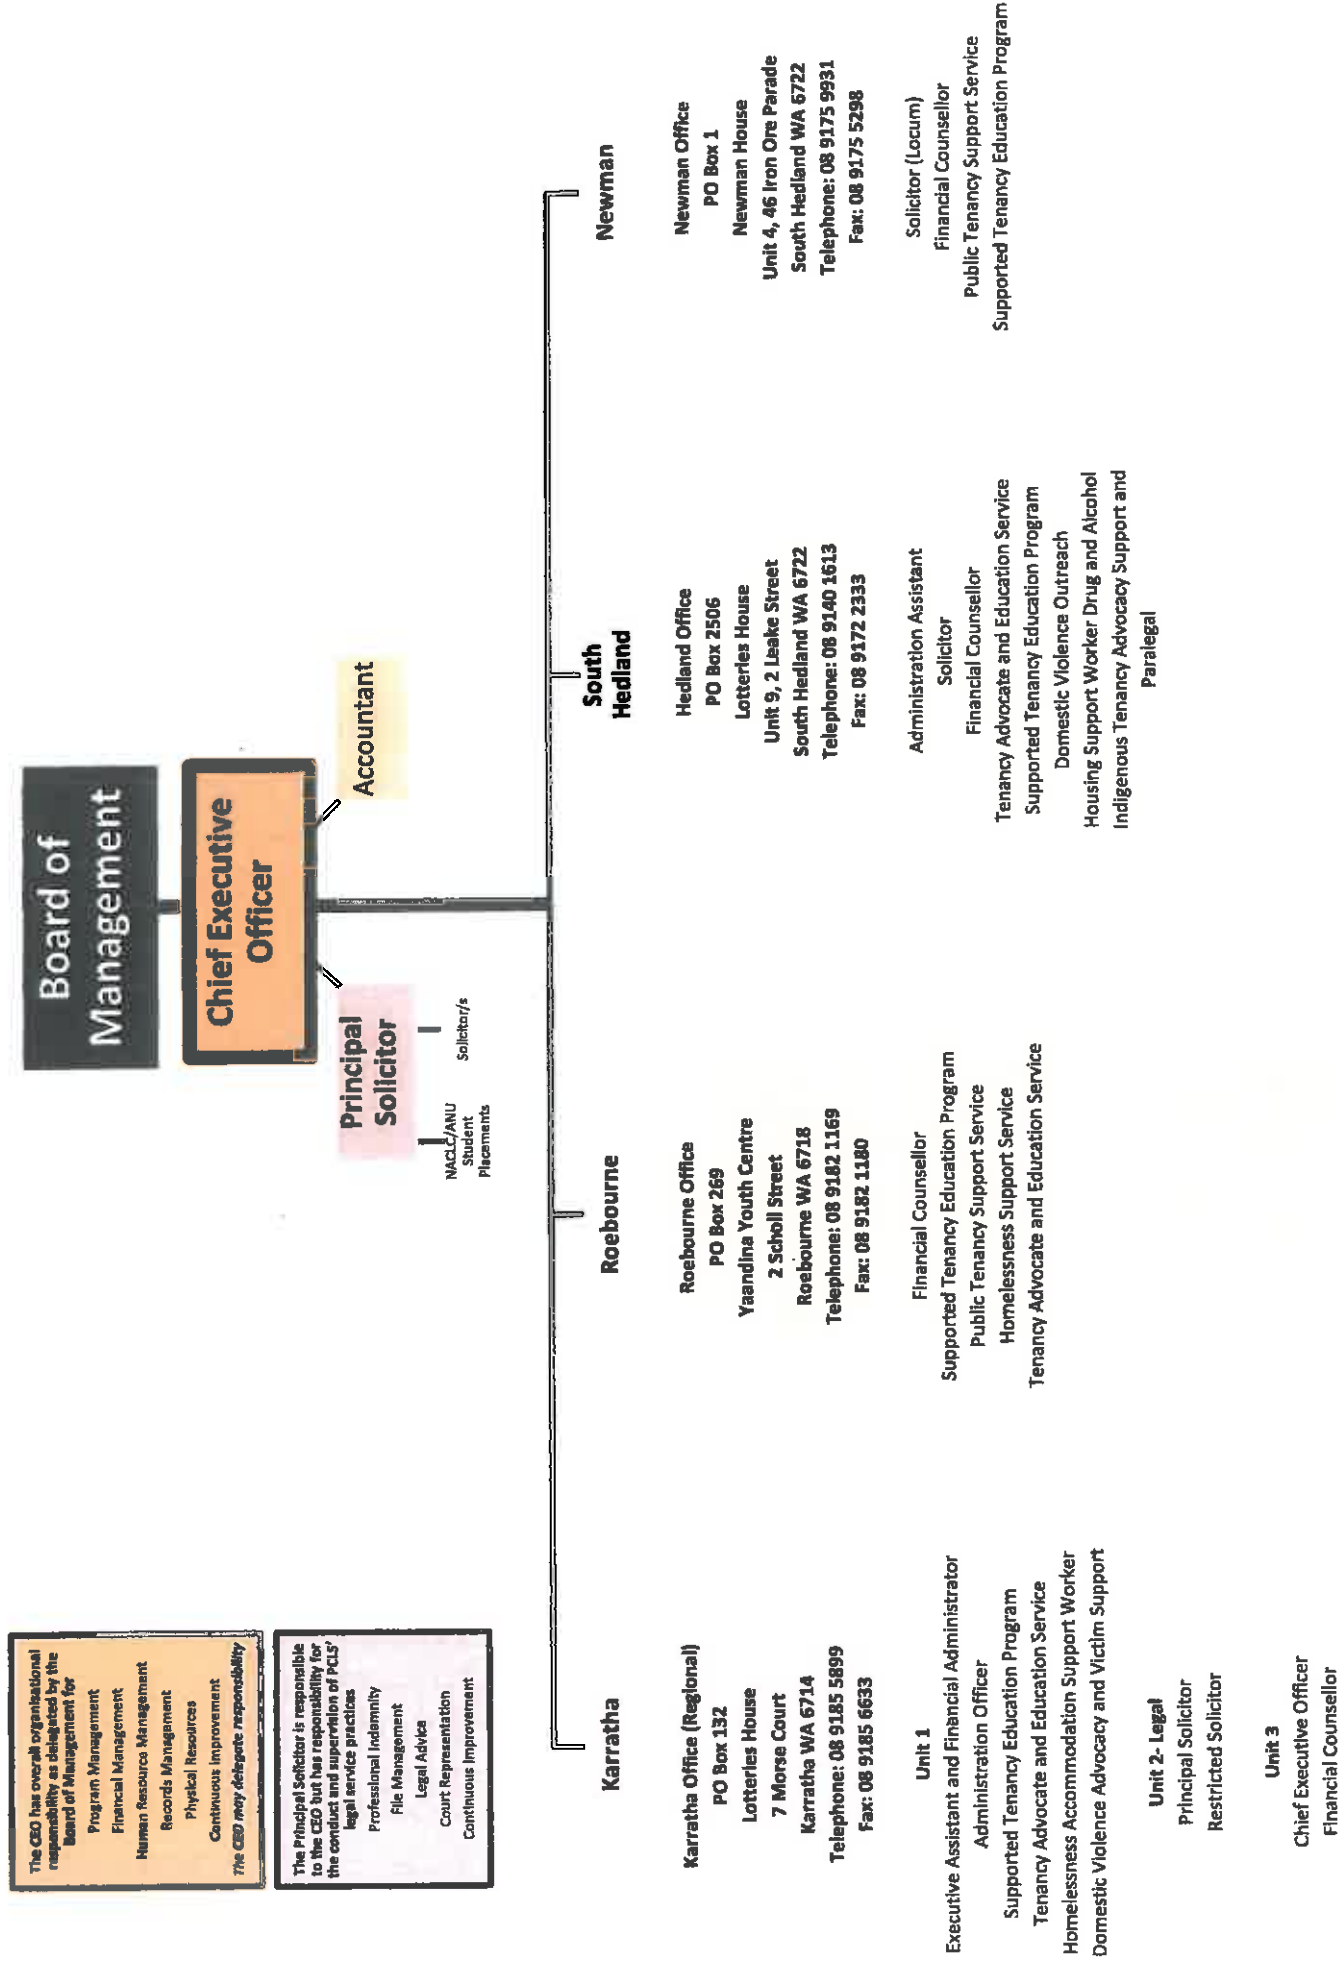 The CEO has overall organisational
responsibility as delegated by the
Board of Management for
Program Management
Financial Management
Human Resource Management
Records Management
Physical Resources
Continuous Improvement
The CEO may delegate responsibility
The Principal Solicitor is responsible
to the CEO but has responsibility for
the conduct and supervision of PCLS'
legal service practices
Professional Indemnity
File Management
Legal Advice
Court Representation
Continuous Improvement
Board of
Management
Chief Executive
Officer
Principal
Solicitor
Accountant
NACLC/ANU
Student
Placements
Solicitor/s
Karratha
Karratha Office (Regional)
PO Box 132
Lotteries House
7 Morse Court
Karratha WA 6714
Telephone: 08 9185 5899
Fax: 08 9185 6633
Unit 1
Executive Assistant and Financial Administrator
Administration Officer
Supported Tenancy Education Program
Tenancy Advocate and Education Service
Homelessness Accommodation Support Worker
Domestic Violence Advocacy and Victim Support
Unit 2- Legal
Principal Solicitor
Restricted Solicitor
Unit 3
Chief Executive Officer
Financial Counsellor
Roebourne
Roebourne Office
PO Box 269
Yaandina Youth Centre
2 Scholl Street
Roebourne WA 6718
Telephone: 08 9182 1169
Fax: 08 9182 1180
Financial Counsellor
Supported Tenancy Education Program
Public Tenancy Support Service
Homelessness Support Service
Tenancy Advocate and Education Service
South
Hedland
Hedland Office
PO Box 2506
Lotteries House
Unit 9, 2 Leake Street
South Hedland WA 6722
Telephone: 08 9140 1613
Fax: 08 9172 2333
Administration Assistant
Solicitor
Financial Counsellor
Tenancy Advocate and Education Service
Supported Tenancy Education Program
Domestic Violence Outreach
Housing Support Worker Drug and Alcohol
Indigenous Tenancy Advocacy Support and
Paralegal
Newman
Newman Office
PO Box 1
Newman House
Unit 4, 46 Iron Ore Parade
South Hedland WA 6722
Telephone: 08 9175 9931
Fax: 08 9175 5298
Solicitor (Locum)
Financial Counsellor
Public Tenancy Support Service
Supported Tenancy Education Program